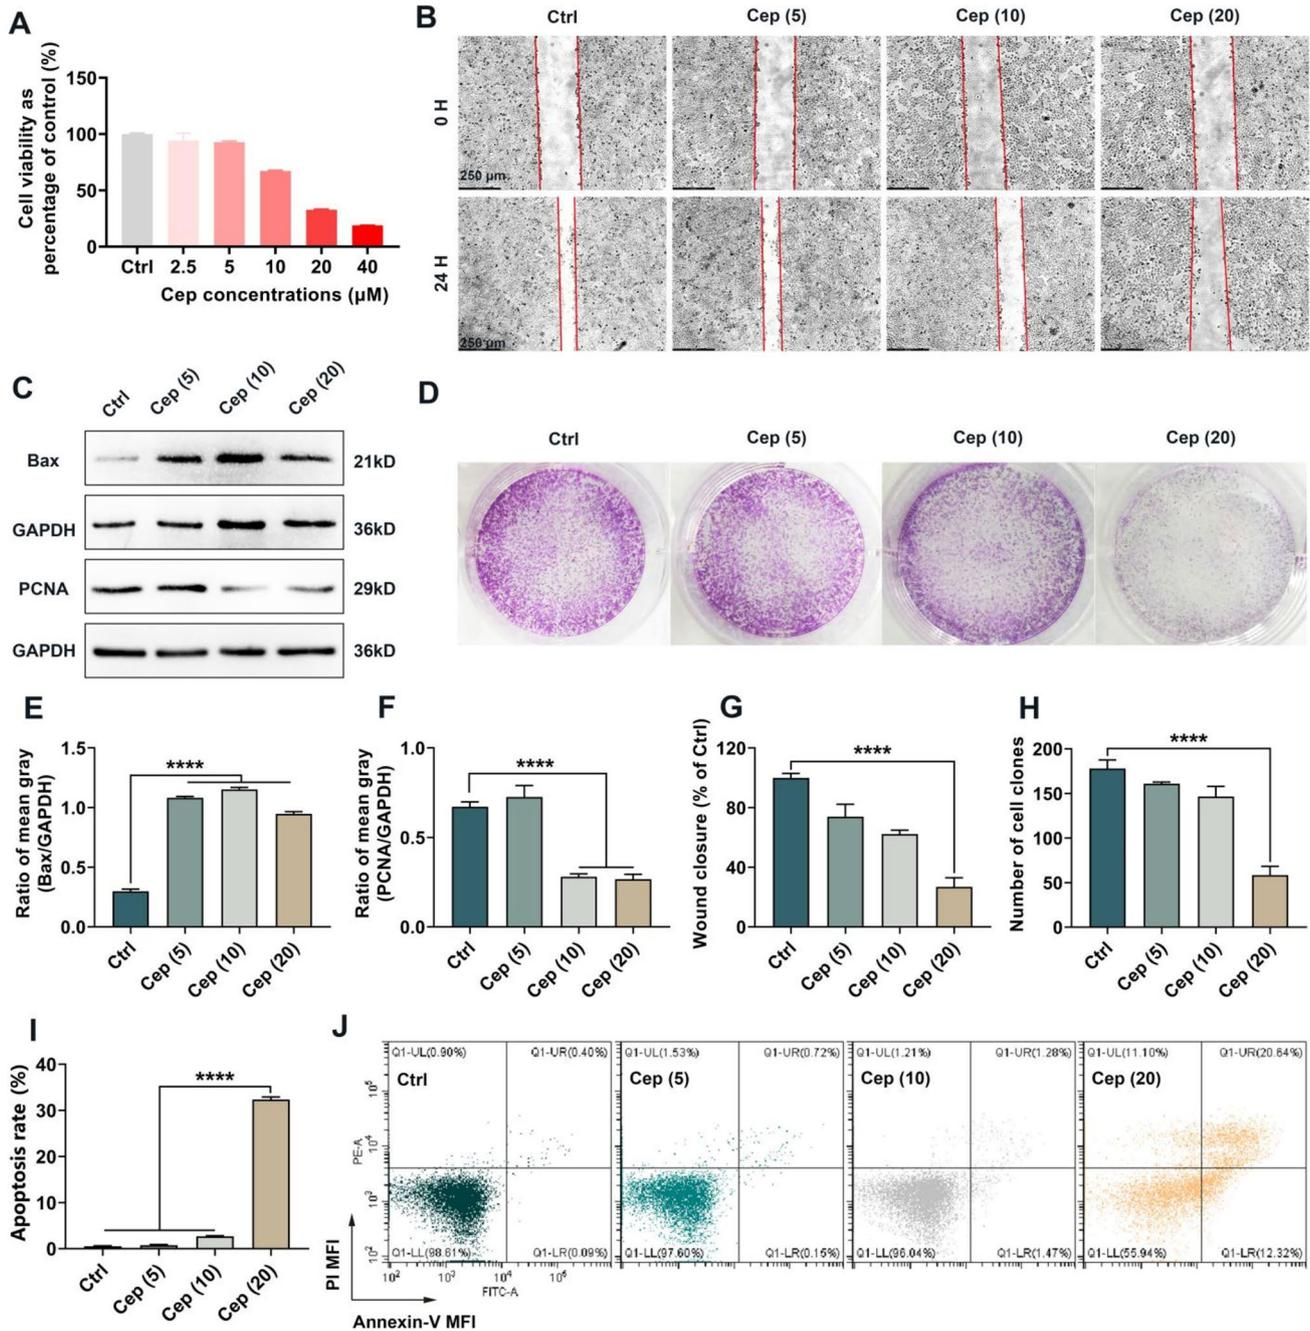 A
Cell viability as
percentage of control (%)
150
100
50
0
Ctrl 2.5 5 10 20 40
Cep concentrations (μM)
B
Ctrl Cep (5) Cep (10) Cep (20)
0 H
250 μm
24 H
250 μm
C
Ctrl Cep (5) Cep (10) Cep (20)
Bax 21kD
GAPDH 36kD
PCNA 29kD
GAPDH 36kD
D
Ctrl Cep (5) Cep (10) Cep (20)
E
Ratio of mean gray
(Bax/GAPDH)
1.5
1.0
0.5
0.0
****
Ctrl Cep (5) Cep (10) Cep (20)
F
Ratio of mean gray
(PCNA/GAPDH)
1.0
0.5
0.0
****
Ctrl Cep (5) Cep (10) Cep (20)
G
Wound closure (% of Ctrl)
120
80
40
0
****
Ctrl Cep (5) Cep (10) Cep (20)
H
Number of cell clones
200
150
100
50
0
****
Ctrl Cep (5) Cep (10) Cep (20)
I
Apoptosis rate (%)
40
30
20
10
0
****
Ctrl Cep (5) Cep (10) Cep (20)
J
Q1-UL(0.90%) Q1-UR(0.40%) Q1-UL(1.53%) Q1-UR(0.72%) Q1-UL(1.21%) Q1-UR(1.28%) Q1-UL(11.10%) Q1-UR(20.64%)
Ctrl Cep (5) Cep (10) Cep (20)
PE-A
10⁵
10⁴
10³
10²
Q1-LL(98.61%) Q1-LR(0.09%) Q1-LL(97.60%) Q1-LR(0.15%) Q1-LL(96.04%) Q1-LR(1.47%) Q1-LL(55.94%) Q1-LR(12.32%)
10² 10³ 10⁴
FITC-A
PI MFI
Annexin-V MFI